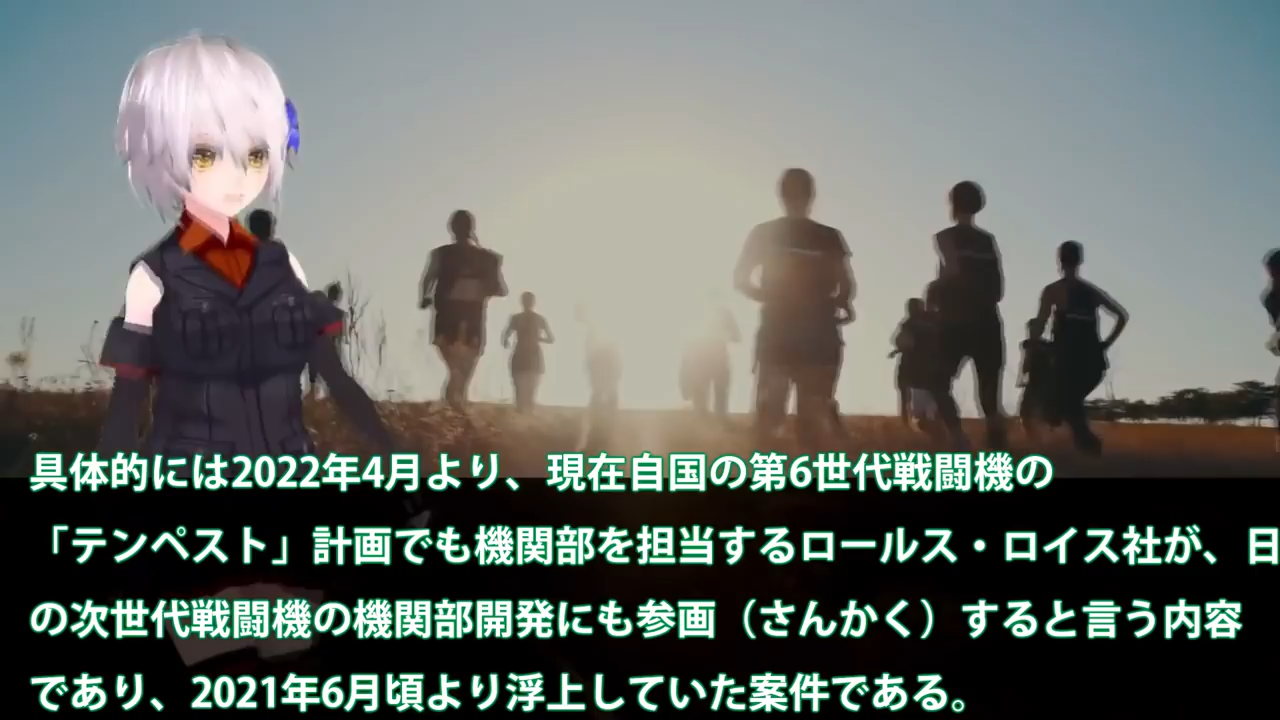 具体的には2022年4月より、現在自国の第6世代戦闘機の
「テンペスト」計画でも機関部を担当するロールス・ロイス社が、日
の次世代戦闘機の機関部開発にも参画（さんかく）すると言う内容
であり、2021年6月頃より浮上していた案件である。